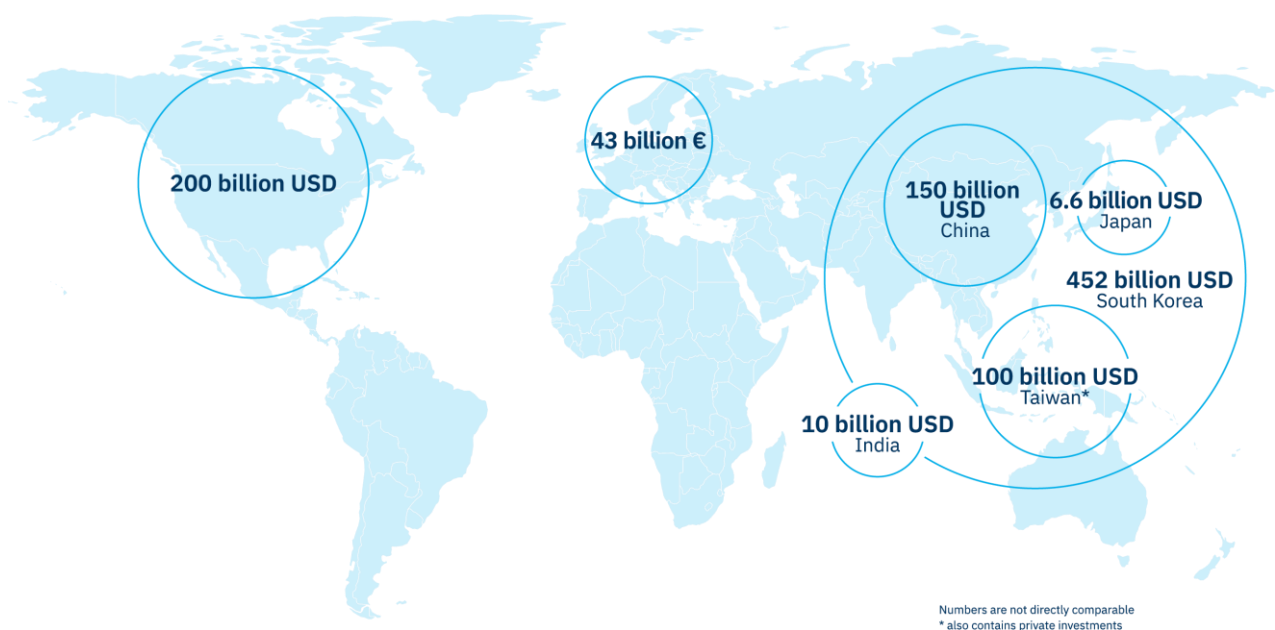 200 billion USD
43 billion €
150 billion
USD
China
6.6 billion USD
Japan
452 billion USD
South Korea
100 billion USD
Taiwan*
10 billion USD
India
Numbers are not directly comparable
* also contains private investments